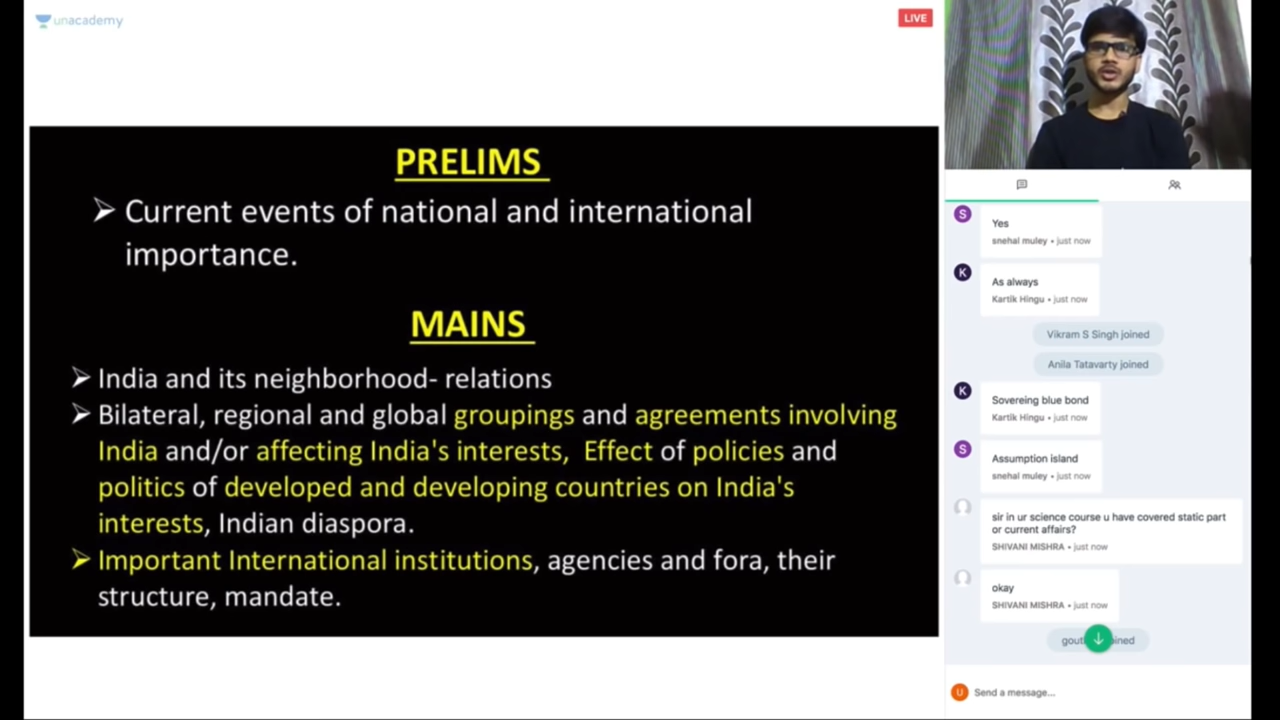 unacademy
LIVE
PRELIMS
➢ Current events of national and international
importance.
MAINS
➢ India and its neighborhood- relations
➢ Bilateral, regional and global groupings and agreements involving
India and/or affecting India's interests, Effect of policies and
politics of developed and developing countries on India's
interests, Indian diaspora.
➢ Important International institutions, agencies and fora, their
structure, mandate.
S
Yes
snehal muley • just now
K
As always
Kartik Hingu • just now
Vikram S Singh joined
Anila Tatavarty joined
K
Sovereing blue bond
Kartik Hingu • just now
S
Assumption island
snehal muley • just now
sir in ur science course u have covered static part
or current affairs?
SHIVANI MISHRA • just now
okay
SHIVANI MISHRA • just now
U
Send a message...